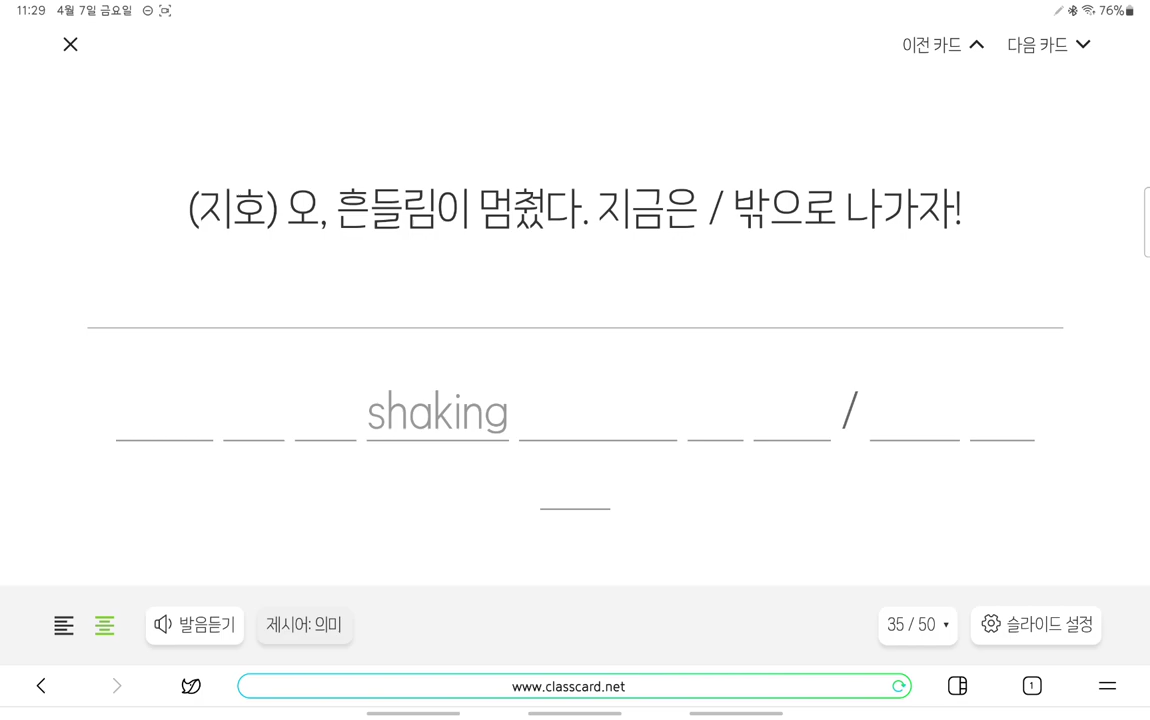 11:29 4월 7일 금요일 76%
이전 카드 다음 카드
(지호) 오, 흔들림이 멈췄다. 지금은 / 밖으로 나가자!
shaking /
발음듣기 제시어: 의미 35 / 50 슬라이드 설정
www.classcard.net 1